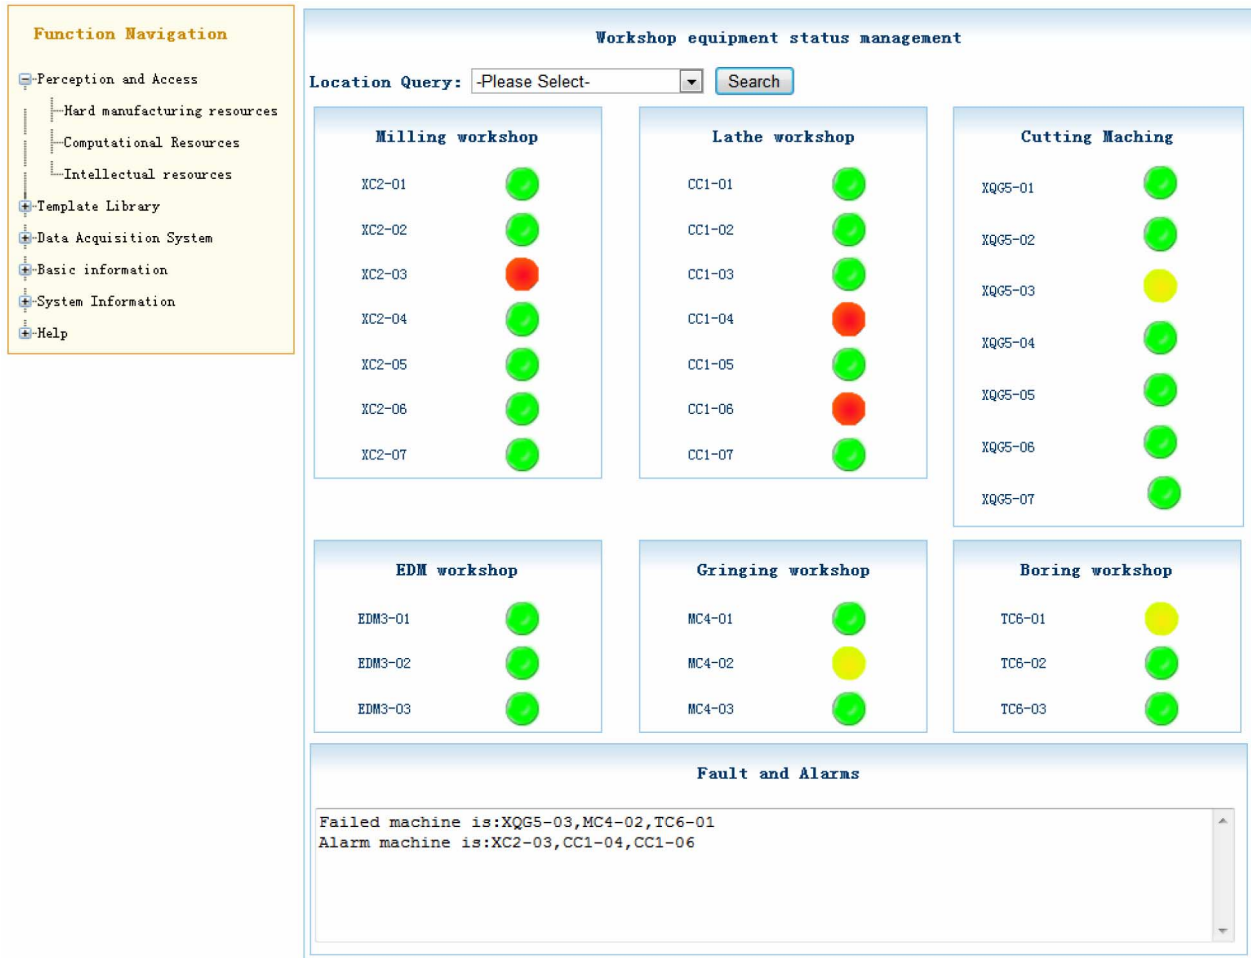 Function Navigation
Perception and Access
Hard manufacturing resources
Computational Resources
Intellectual resources
Template Library
Data Acquisition System
Basic information
System Information
Help
Workshop equipment status management
Location Query: -Please Select- Search
Milling workshop
XC2-01
XC2-02
XC2-03
XC2-04
XC2-05
XC2-06
XC2-07
Lathe workshop
CC1-01
CC1-02
CC1-03
CC1-04
CC1-05
CC1-06
CC1-07
Cutting Maching
XQG5-01
XQG5-02
XQG5-03
XQG5-04
XQG5-05
XQG5-06
XQG5-07
EDM workshop
EDM3-01
EDM3-02
EDM3-03
Gringing workshop
MC4-01
MC4-02
MC4-03
Boring workshop
TC6-01
TC6-02
TC6-03
Fault and Alarms
Failed machine is:XQG5-03,MC4-02,TC6-01
Alarm machine is:XC2-03,CC1-04,CC1-06